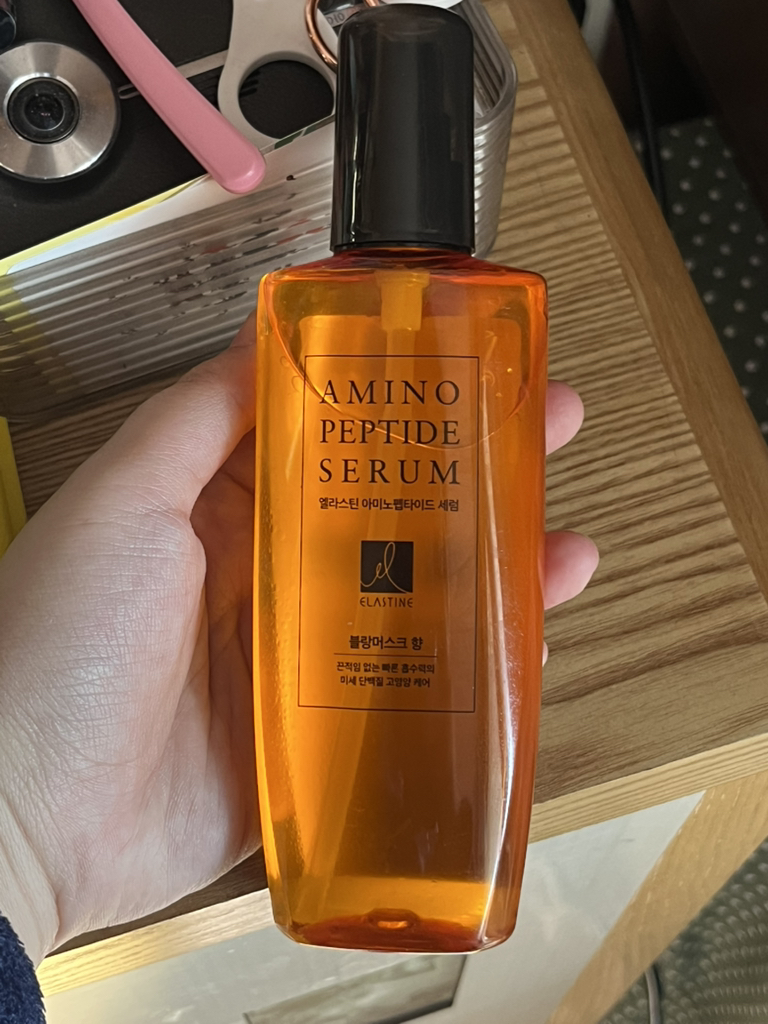 AMINO
PEPTIDE
SERUM
엘라스틴 아미노펩타이드 세럼
el
ELASTINE
블랑머스크 향
끈적임 없는 빠른 흡수력의
미세 단백질 고영양 케어